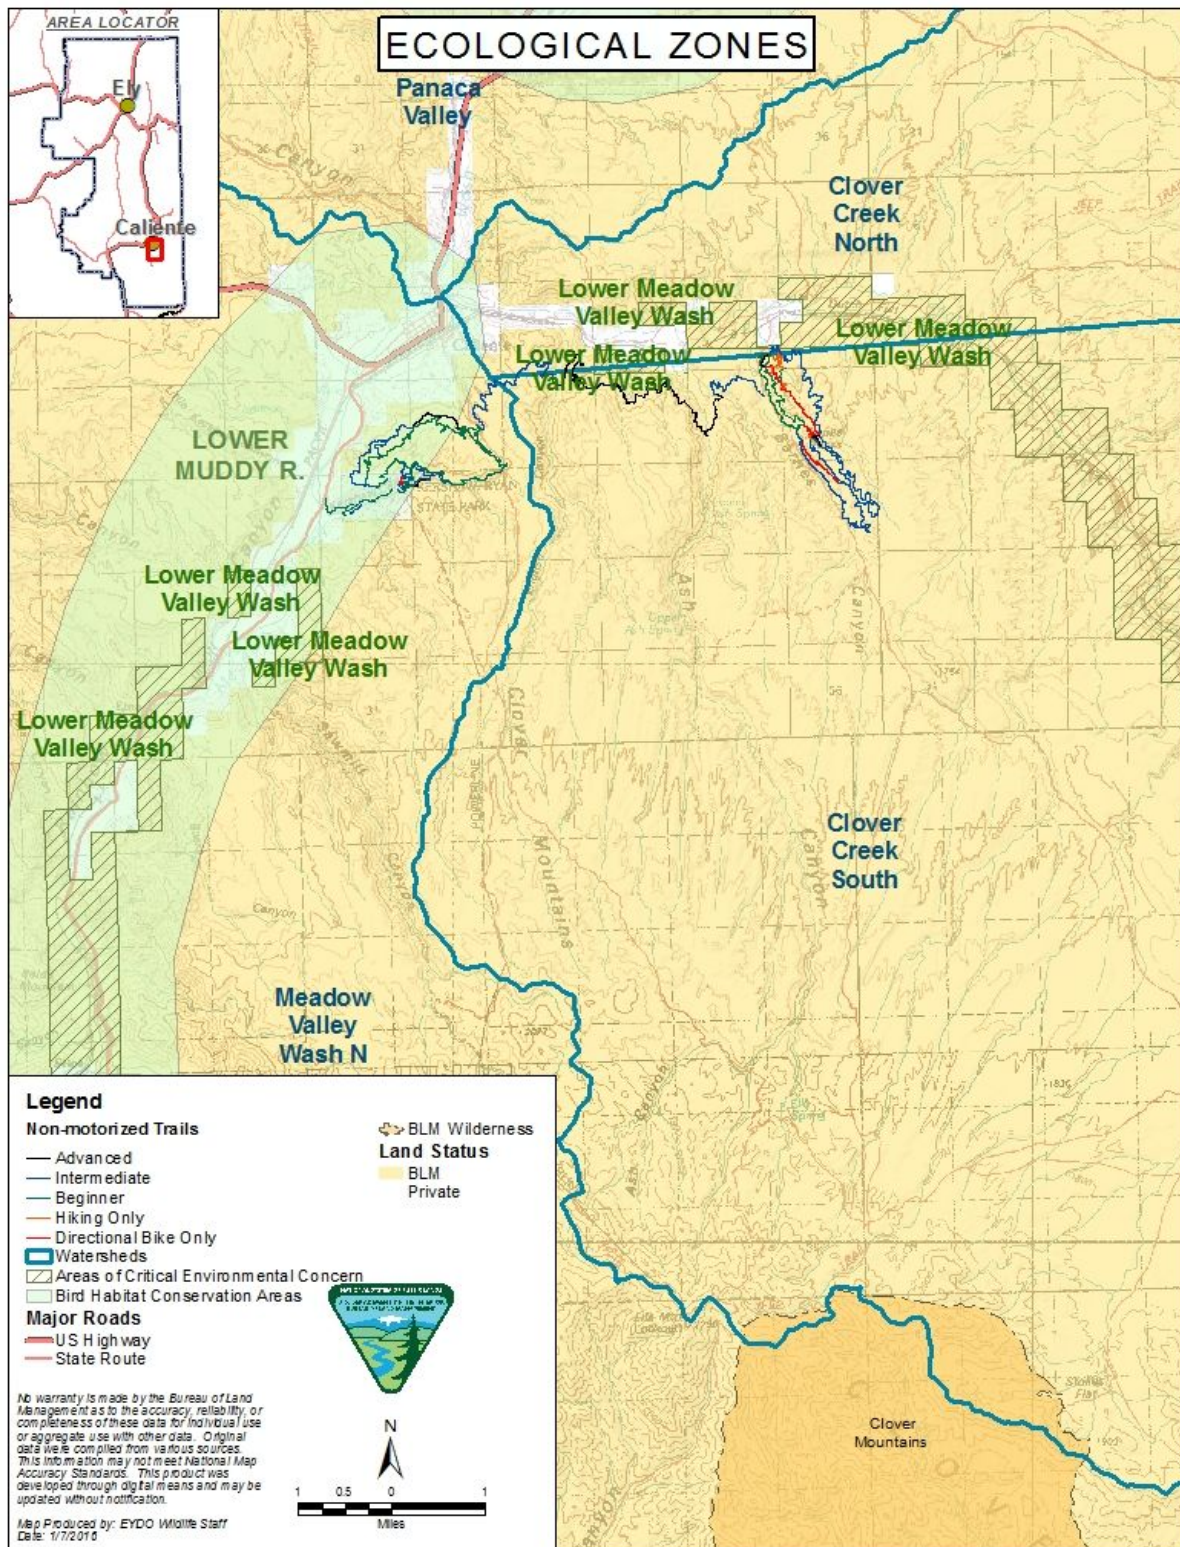 AREA LOCATOR
Ely
Caliente
ECOLOGICAL ZONES
Panaca
Valley
Canyon
Clover
Creek
North
JEEP
Lower Meadow
Valley Wash
Lower Meadow
Valley Wash
Lower Meadow
Valley Wash
LOWER
MUDDY R.
STATE PARK
Canyon
Canyon
Ash
Canyon
Lower Meadow
Valley Wash
Lower Meadow
Valley Wash
Lower Meadow
Valley Wash
Clover
Mountains
POWERLINE
Canyon
Clover
Creek
South
Canyon
Canyon
Meadow
Valley
Wash N
Ash
Canyon
Clover
Mountains
Legend
Non-motorized Trails
Advanced
Intermediate
Beginner
Hiking Only
Directional Bike Only
Watersheds
Areas of Critical Environmental Concern
Bird Habitat Conservation Areas
Major Roads
US Highway
State Route
BLM Wilderness
Land Status
BLM
Private
No warranty is made by the Bureau of Land
Management as to the accuracy, reliability, or
completeness of these data for individual use
or aggregate use with other data. Original
data were compiled from various sources.
This information may not meet National Map
Accuracy Standards. This product was
developed through digital means and may be
updated without notification.
Map Produced by: EYDO Wildlife Staff
Date: 1/7/2016
N
1 0.5 0 1
Miles